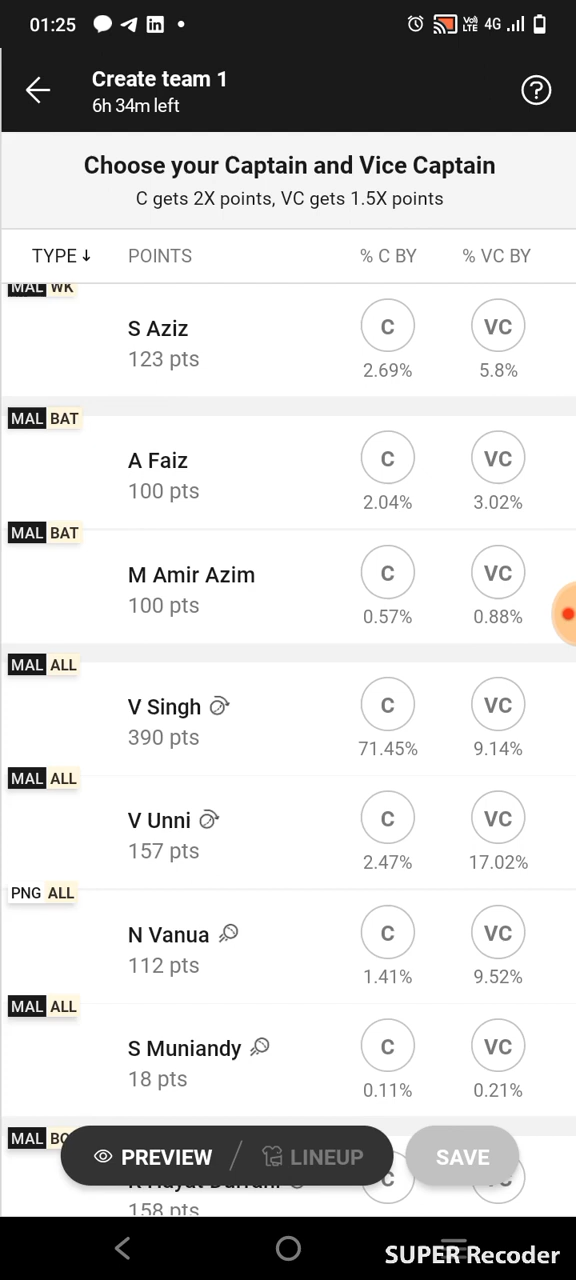 01:25 4G
Create team 1
6h 34m left
Choose your Captain and Vice Captain
C gets 2X points, VC gets 1.5X points
TYPE POINTS % C BY % VC BY
MAL WK
S Aziz C VC
123 pts 2.69% 5.8%
MAL BAT
A Faiz C VC
100 pts 2.04% 3.02%
MAL BAT
M Amir Azim C VC
100 pts 0.57% 0.88%
MAL ALL
V Singh C VC
390 pts 71.45% 9.14%
MAL ALL
V Unni C VC
157 pts 2.47% 17.02%
PNG ALL
N Vanua C VC
112 pts 1.41% 9.52%
MAL ALL
S Muniandy C VC
18 pts 0.11% 0.21%
MAL
PREVIEW / LINEUP SAVE
158 pts
SUPER Recoder